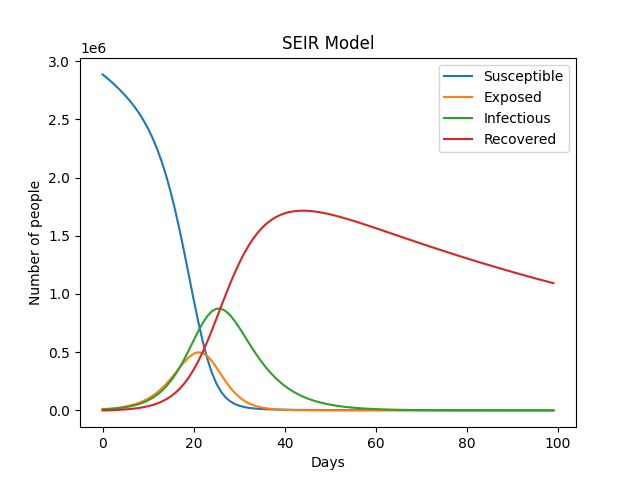 SEIR Model
1e6
3.0
2.5
2.0
1.5
1.0
0.5
0.0
Number of people
0 20 40 60 80 100
Days
Susceptible
Exposed
Infectious
Recovered